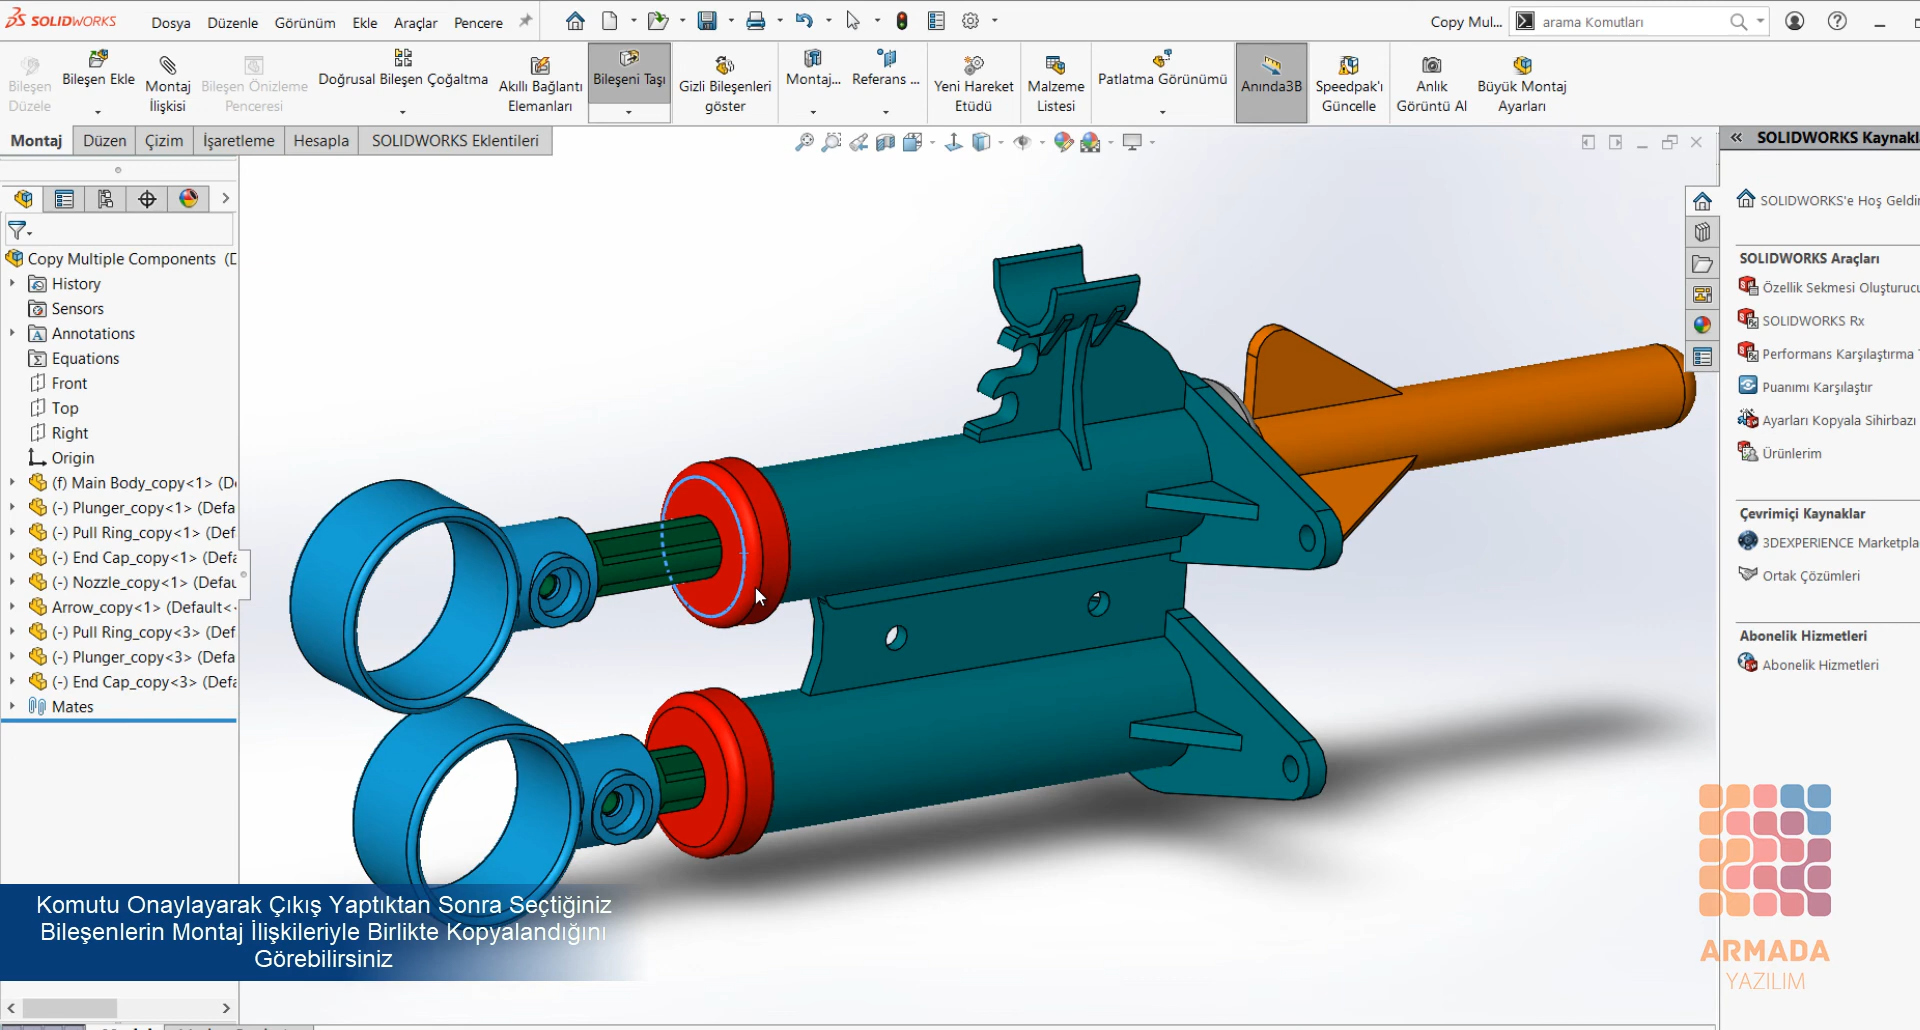 SOLIDWORKS Dosya Düzenle Görünüm Ekle Araçlar Pencere
Copy Mul... arama Komutları
Bileşen Düzele
Bileşen Ekle
Montaj İlişkisi
Bileşen Önizleme Penceresi
Doğrusal Bileşen Çoğaltma
Akıllı Bağlantı Elemanları
Bileşeni Taşı
Gizli Bileşenleri göster
Montaj...
Referans ...
Yeni Hareket Etüdü
Malzeme Listesi
Patlatma Görünümü
Anında3B
Speedpak'ı Güncelle
Anlık Görüntü Al
Büyük Montaj Ayarları
Montaj Düzen Çizim İşaretleme Hesapla SOLIDWORKS Eklentileri
Copy Multiple Components (D
History
Sensors
Annotations
Equations
Front
Top
Right
Origin
(f) Main Body_copy<1> (De
(-) Plunger_copy<1> (Defa
(-) Pull Ring_copy<1> (Def
(-) End Cap_copy<1> (Defa
(-) Nozzle_copy<1> (Defau
Arrow_copy<1> (Default<
(-) Pull Ring_copy<3> (Def
(-) Plunger_copy<3> (Defa
(-) End Cap_copy<3> (Defa
Mates
SOLIDWORKS Kaynakl
SOLIDWORKS'e Hoş Geldin
SOLIDWORKS Araçları
Özellik Sekmesi Oluşturucu
SOLIDWORKS Rx
Performans Karşılaştırma
Puanımı Karşılaştır
Ayarları Kopyala Sihirbazı
Ürünlerim
Çevrimiçi Kaynaklar
3DEXPERIENCE Marketpla
Ortak Çözümleri
Abonelik Hizmetleri
Abonelik Hizmetleri
Komutu Onaylayarak Çıkış Yaptıktan Sonra Seçtiğiniz
Bileşenlerin Montaj İlişkileriyle Birlikte Kopyalandığını
Görebilirsiniz
ARMADA
YAZILIM